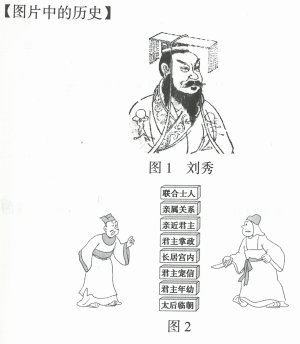 【图片中的历史】
图1 刘秀
联合士人
亲属关系
亲近君主
君主掌政
长居宫内
君主宠信
君主年幼
太后临朝
图2